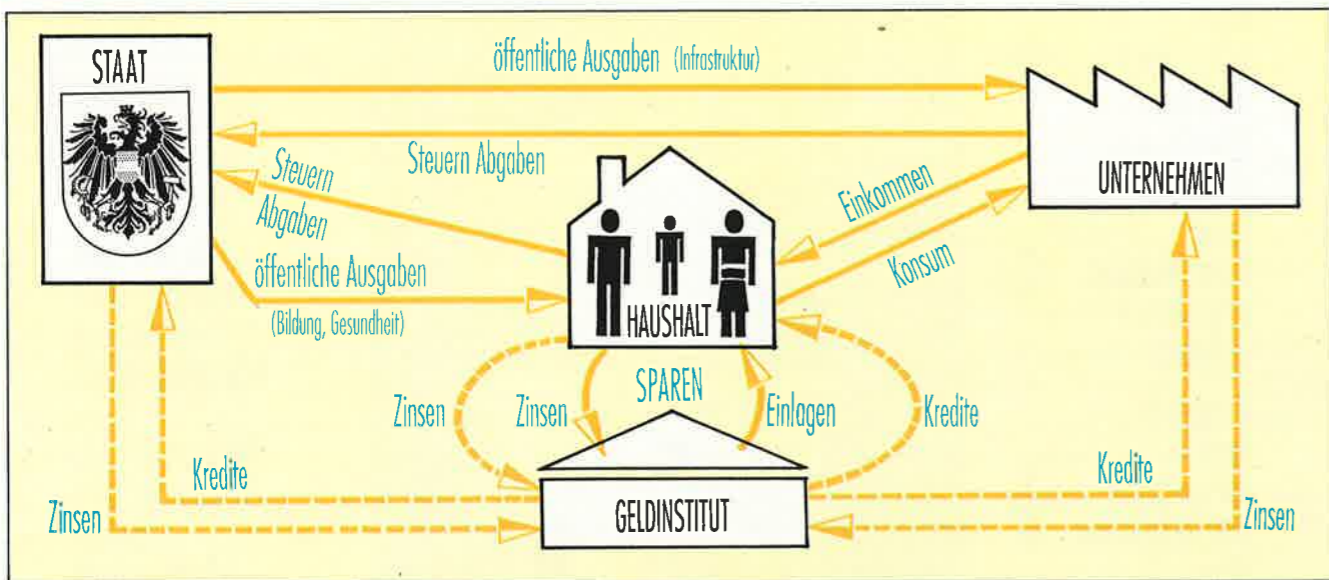 STAAT
öffentliche Ausgaben (Infrastruktur)
Steuern Abgaben
Steuern
Abgaben
öffentliche Ausgaben
(Bildung, Gesundheit)
HAUSHALT
Einkommen
Konsum
UNTERNEHMEN
SPAREN
Zinsen
Zinsen
Einlagen
Kredite
Kredite
Zinsen
GELDINSTITUT
Kredite
Zinsen